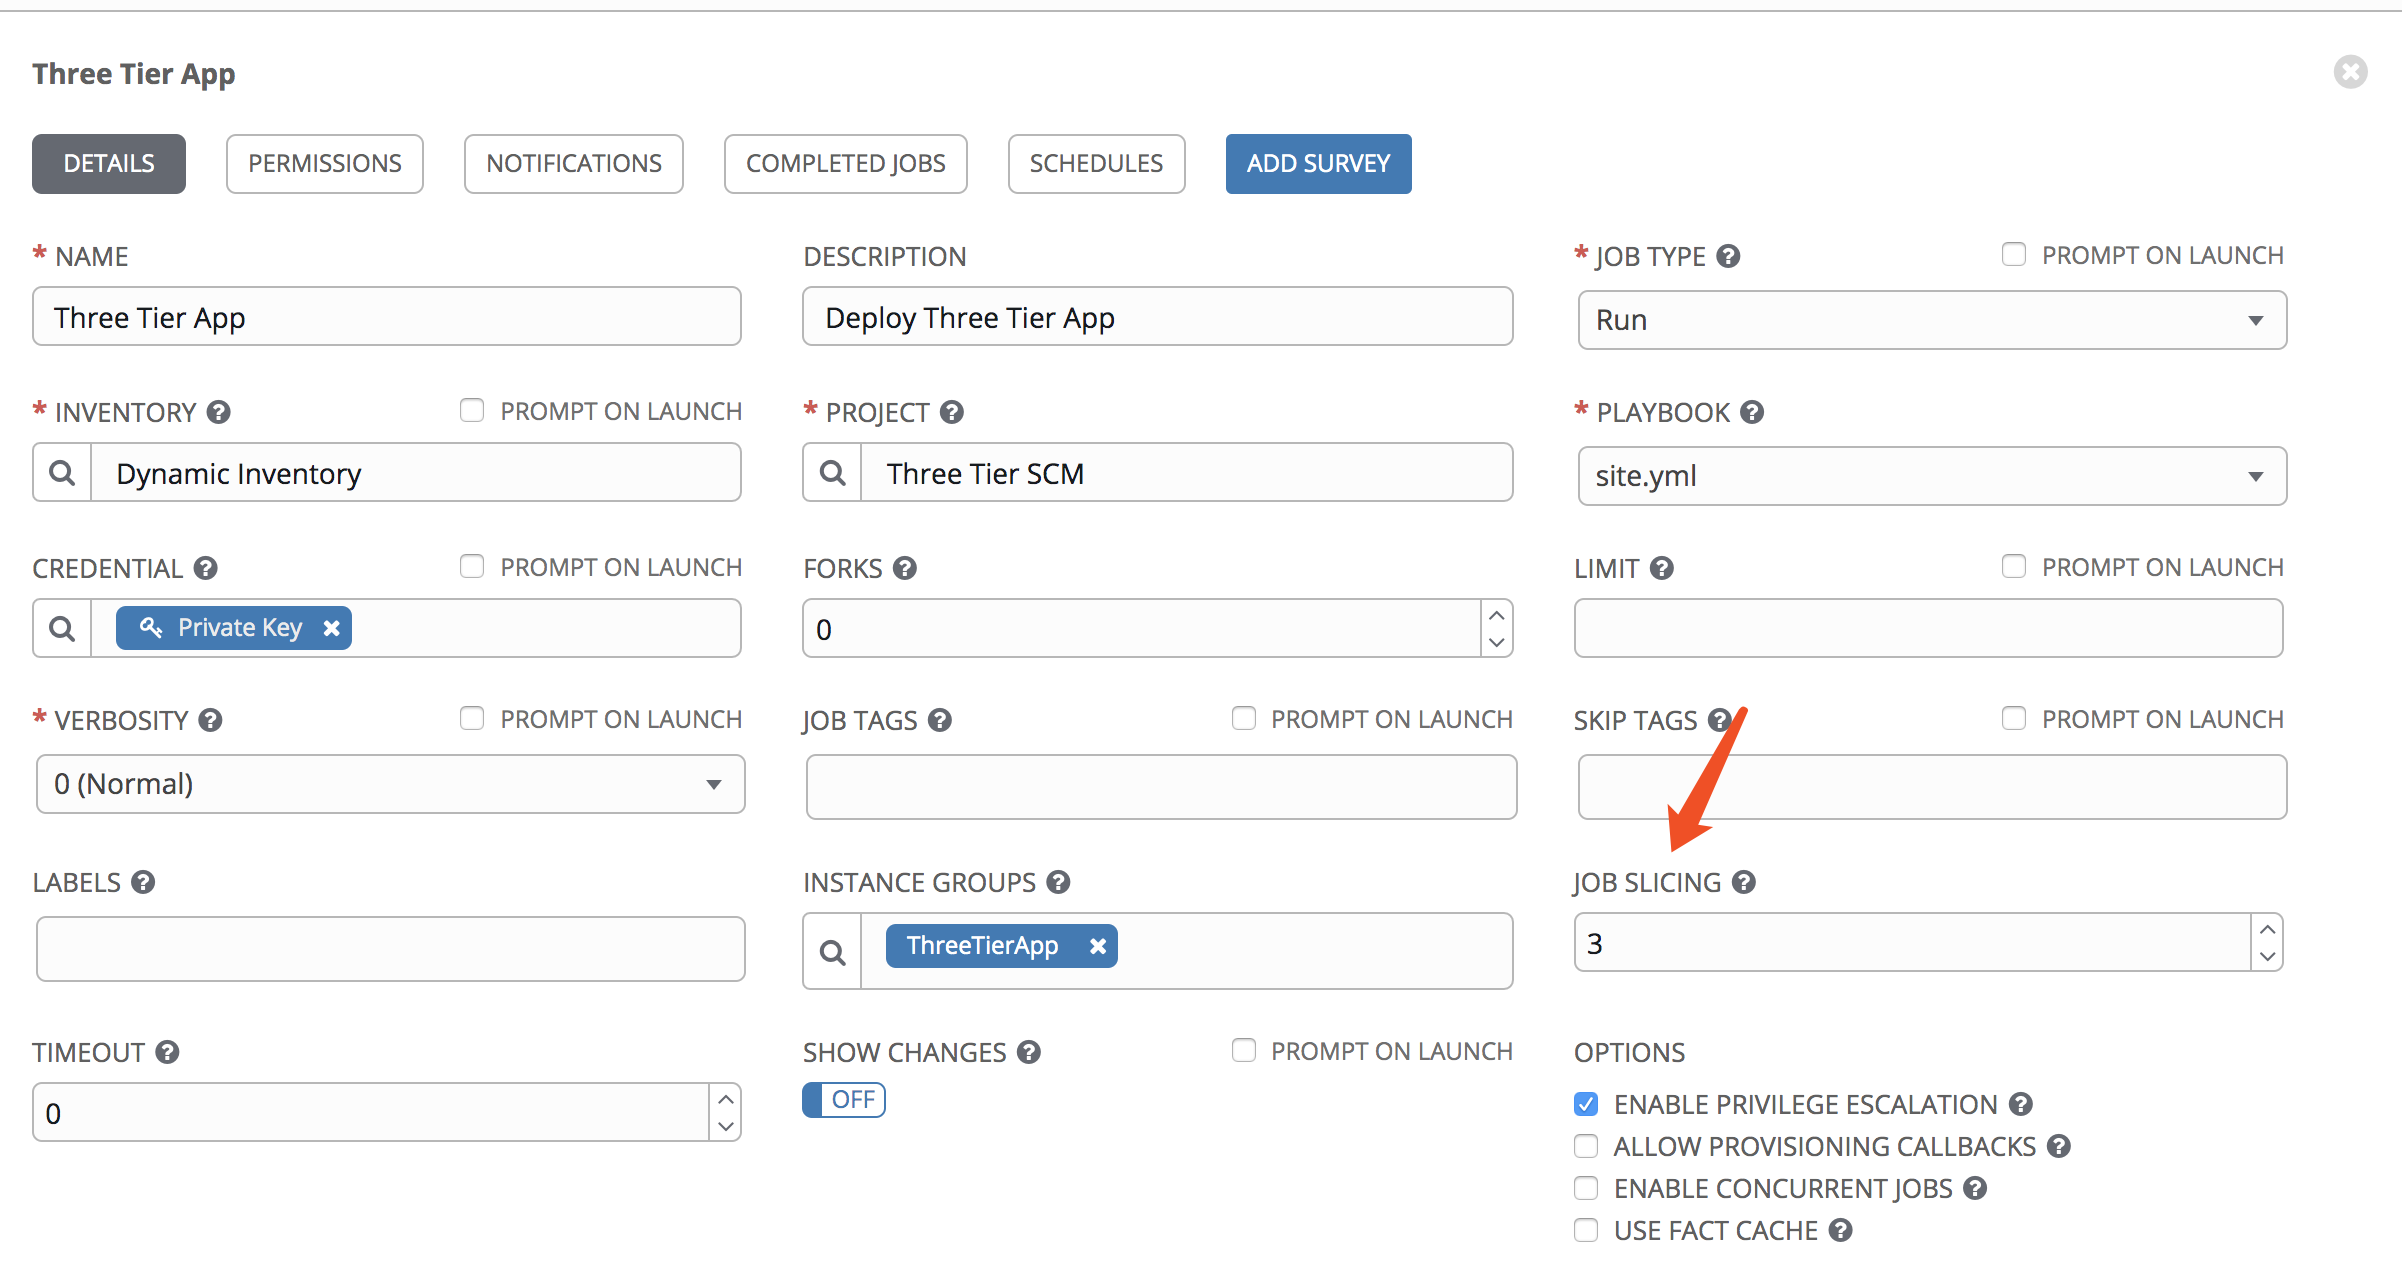 Three Tier App
DETAILS PERMISSIONS NOTIFICATIONS COMPLETED JOBS SCHEDULES ADD SURVEY
* NAME
Three Tier App
DESCRIPTION
Deploy Three Tier App
* JOB TYPE ? PROMPT ON LAUNCH
Run
* INVENTORY ? PROMPT ON LAUNCH
Dynamic Inventory
* PROJECT ?
Three Tier SCM
* PLAYBOOK ?
site.yml
CREDENTIAL ? PROMPT ON LAUNCH
Private Key
FORKS ?
0
LIMIT ? PROMPT ON LAUNCH
* VERBOSITY ? PROMPT ON LAUNCH
0 (Normal)
JOB TAGS ? PROMPT ON LAUNCH
SKIP TAGS ? PROMPT ON LAUNCH
LABELS ?
INSTANCE GROUPS ?
ThreeTierApp
JOB SLICING ?
3
TIMEOUT ?
0
SHOW CHANGES ? PROMPT ON LAUNCH
OFF
OPTIONS
ENABLE PRIVILEGE ESCALATION ?
ALLOW PROVISIONING CALLBACKS ?
ENABLE CONCURRENT JOBS ?
USE FACT CACHE ?